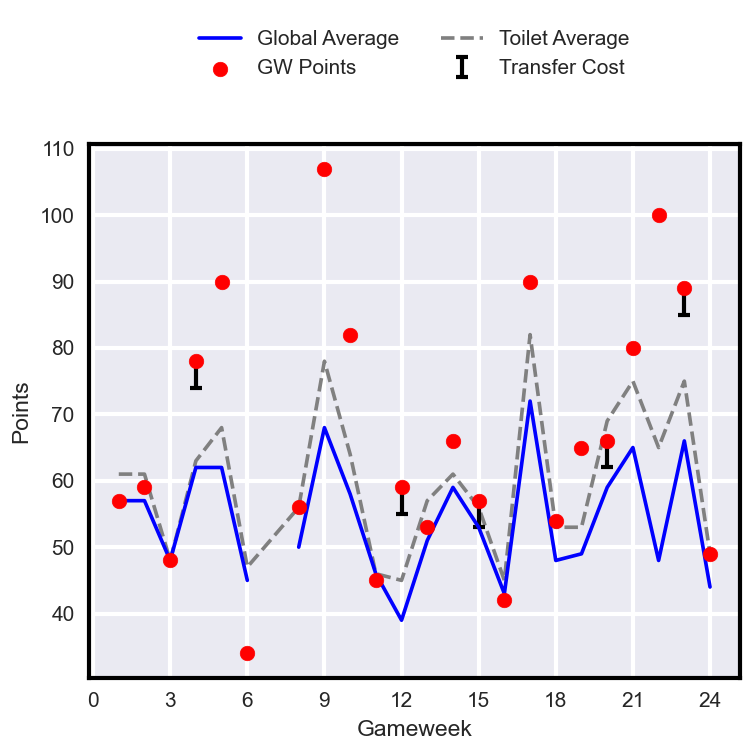 Global Average
Toilet Average
GW Points
Transfer Cost
110
100
90
80
70
60
50
40
Points
0 3 6 9 12 15 18 21 24
Gameweek